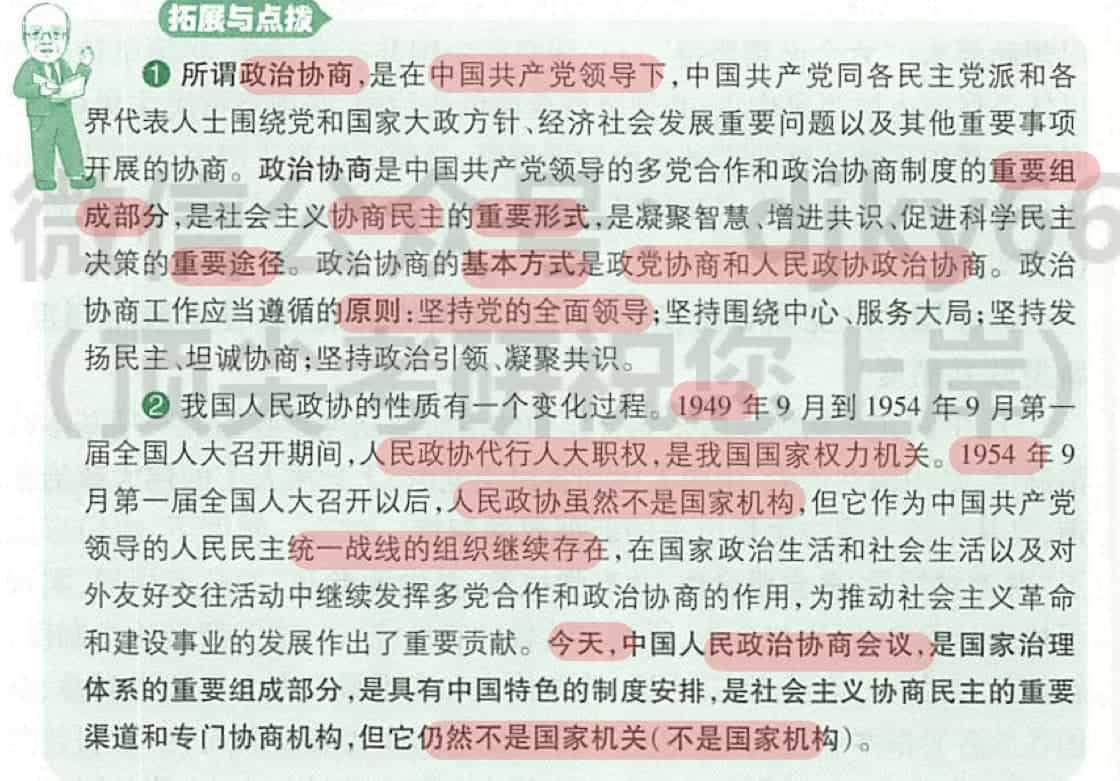 拓展与点拨
❶ 所谓政治协商,是在中国共产党领导下,中国共产党同各民主党派和各
界代表人士围绕党和国家大政方针、经济社会发展重要问题以及其他重要事项
开展的协商。政治协商是中国共产党领导的多党合作和政治协商制度的重要组
成部分,是社会主义协商民主的重要形式,是凝聚智慧、增进共识、促进科学民主
决策的重要途径。政治协商的基本方式是政党协商和人民政协政治协商。政治
协商工作应当遵循的原则:坚持党的全面领导;坚持围绕中心、服务大局;坚持发
扬民主、坦诚协商;坚持政治引领、凝聚共识。
❷ 我国人民政协的性质有一个变化过程。1949 年 9 月到 1954 年 9 月第一
届全国人大召开期间,人民政协代行人大职权,是我国国家权力机关。1954 年 9
月第一届全国人大召开以后,人民政协虽然不是国家机构,但它作为中国共产党
领导的人民民主统一战线的组织继续存在,在国家政治生活和社会生活以及对
外友好交往活动中继续发挥多党合作和政治协商的作用,为推动社会主义革命
和建设事业的发展作出了重要贡献。今天,中国人民政治协商会议,是国家治理
体系的重要组成部分,是具有中国特色的制度安排,是社会主义协商民主的重要
渠道和专门协商机构,但它仍然不是国家机关(不是国家机构)。
(顶尖考研祝您上岸)